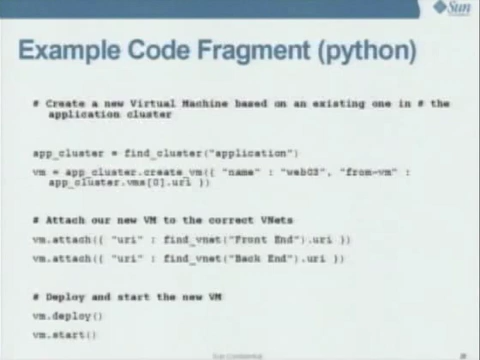 Sun
Example Code Fragment (python)
# Create a new Virtual Machine based on an existing one in # the
application cluster
app_cluster = find_cluster("application")
vm = app_cluster.create_vm({ "name" : "web02", "from-vm" :
app_cluster.vms[0].uri })
# Attach our new VM to the correct VNets
vm.attach({ "uri" : find_vnet("Front End").uri })
vm.attach({ "uri" : find_vnet("Back End").uri })
# Deploy and start the new VM
vm.deploy()
vm.start()
Sun Confidential